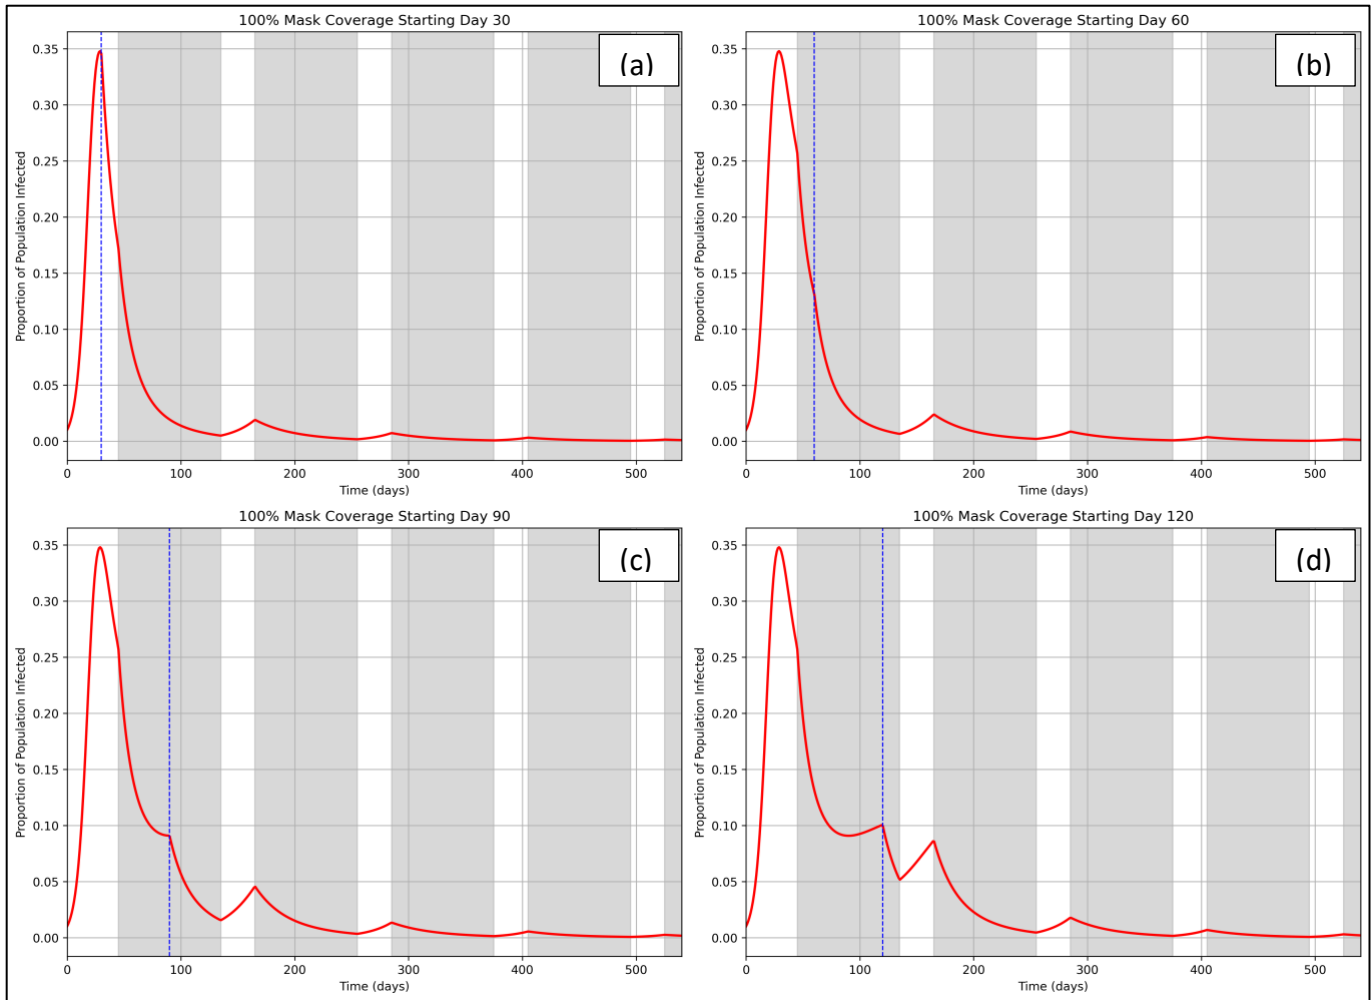 100% Mask Coverage Starting Day 30
(a)
Proportion of Population Infected
0.35
0.30
0.25
0.20
0.15
0.10
0.05
0.00
0 100 200 300 400 500
Time (days)
100% Mask Coverage Starting Day 60
(b)
Proportion of Population Infected
0.35
0.30
0.25
0.20
0.15
0.10
0.05
0.00
0 100 200 300 400 500
Time (days)
100% Mask Coverage Starting Day 90
(c)
Proportion of Population Infected
0.35
0.30
0.25
0.20
0.15
0.10
0.05
0.00
0 100 200 300 400 500
Time (days)
100% Mask Coverage Starting Day 120
(d)
Proportion of Population Infected
0.35
0.30
0.25
0.20
0.15
0.10
0.05
0.00
0 100 200 300 400 500
Time (days)